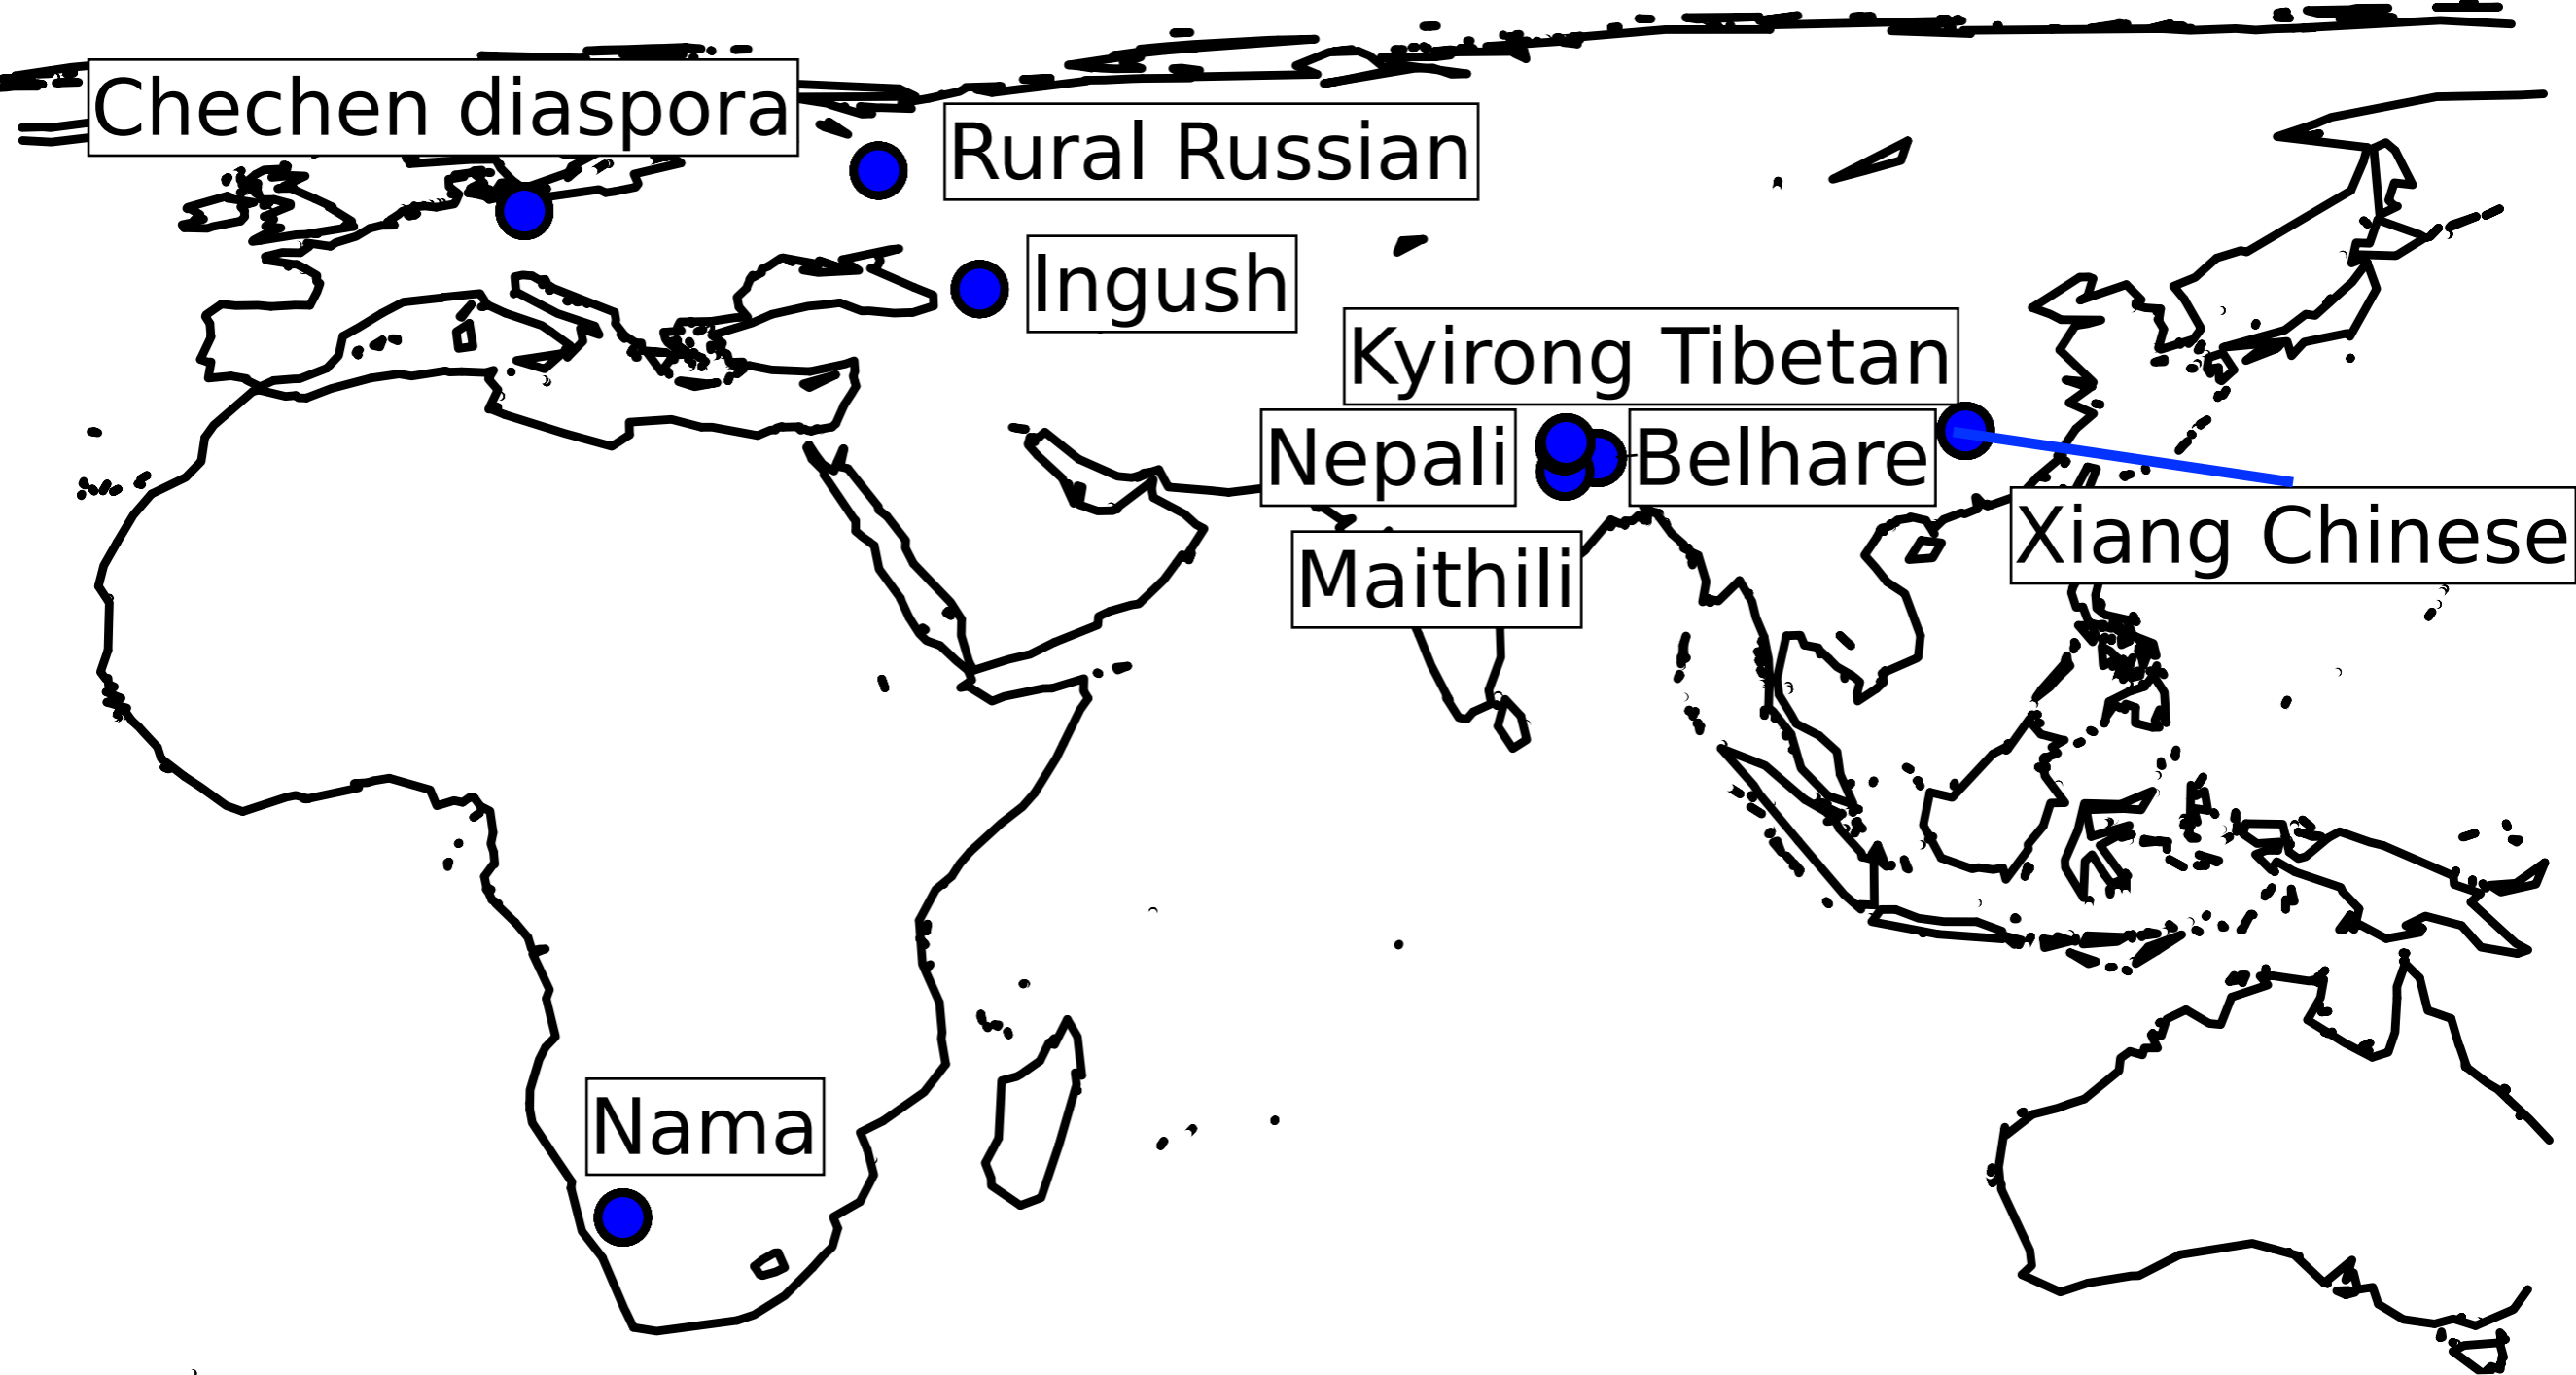 Chechen diaspora
Rural Russian
Ingush
Kyirong Tibetan
Nepali
Belhare
Xiang Chinese
Maithili
Nama